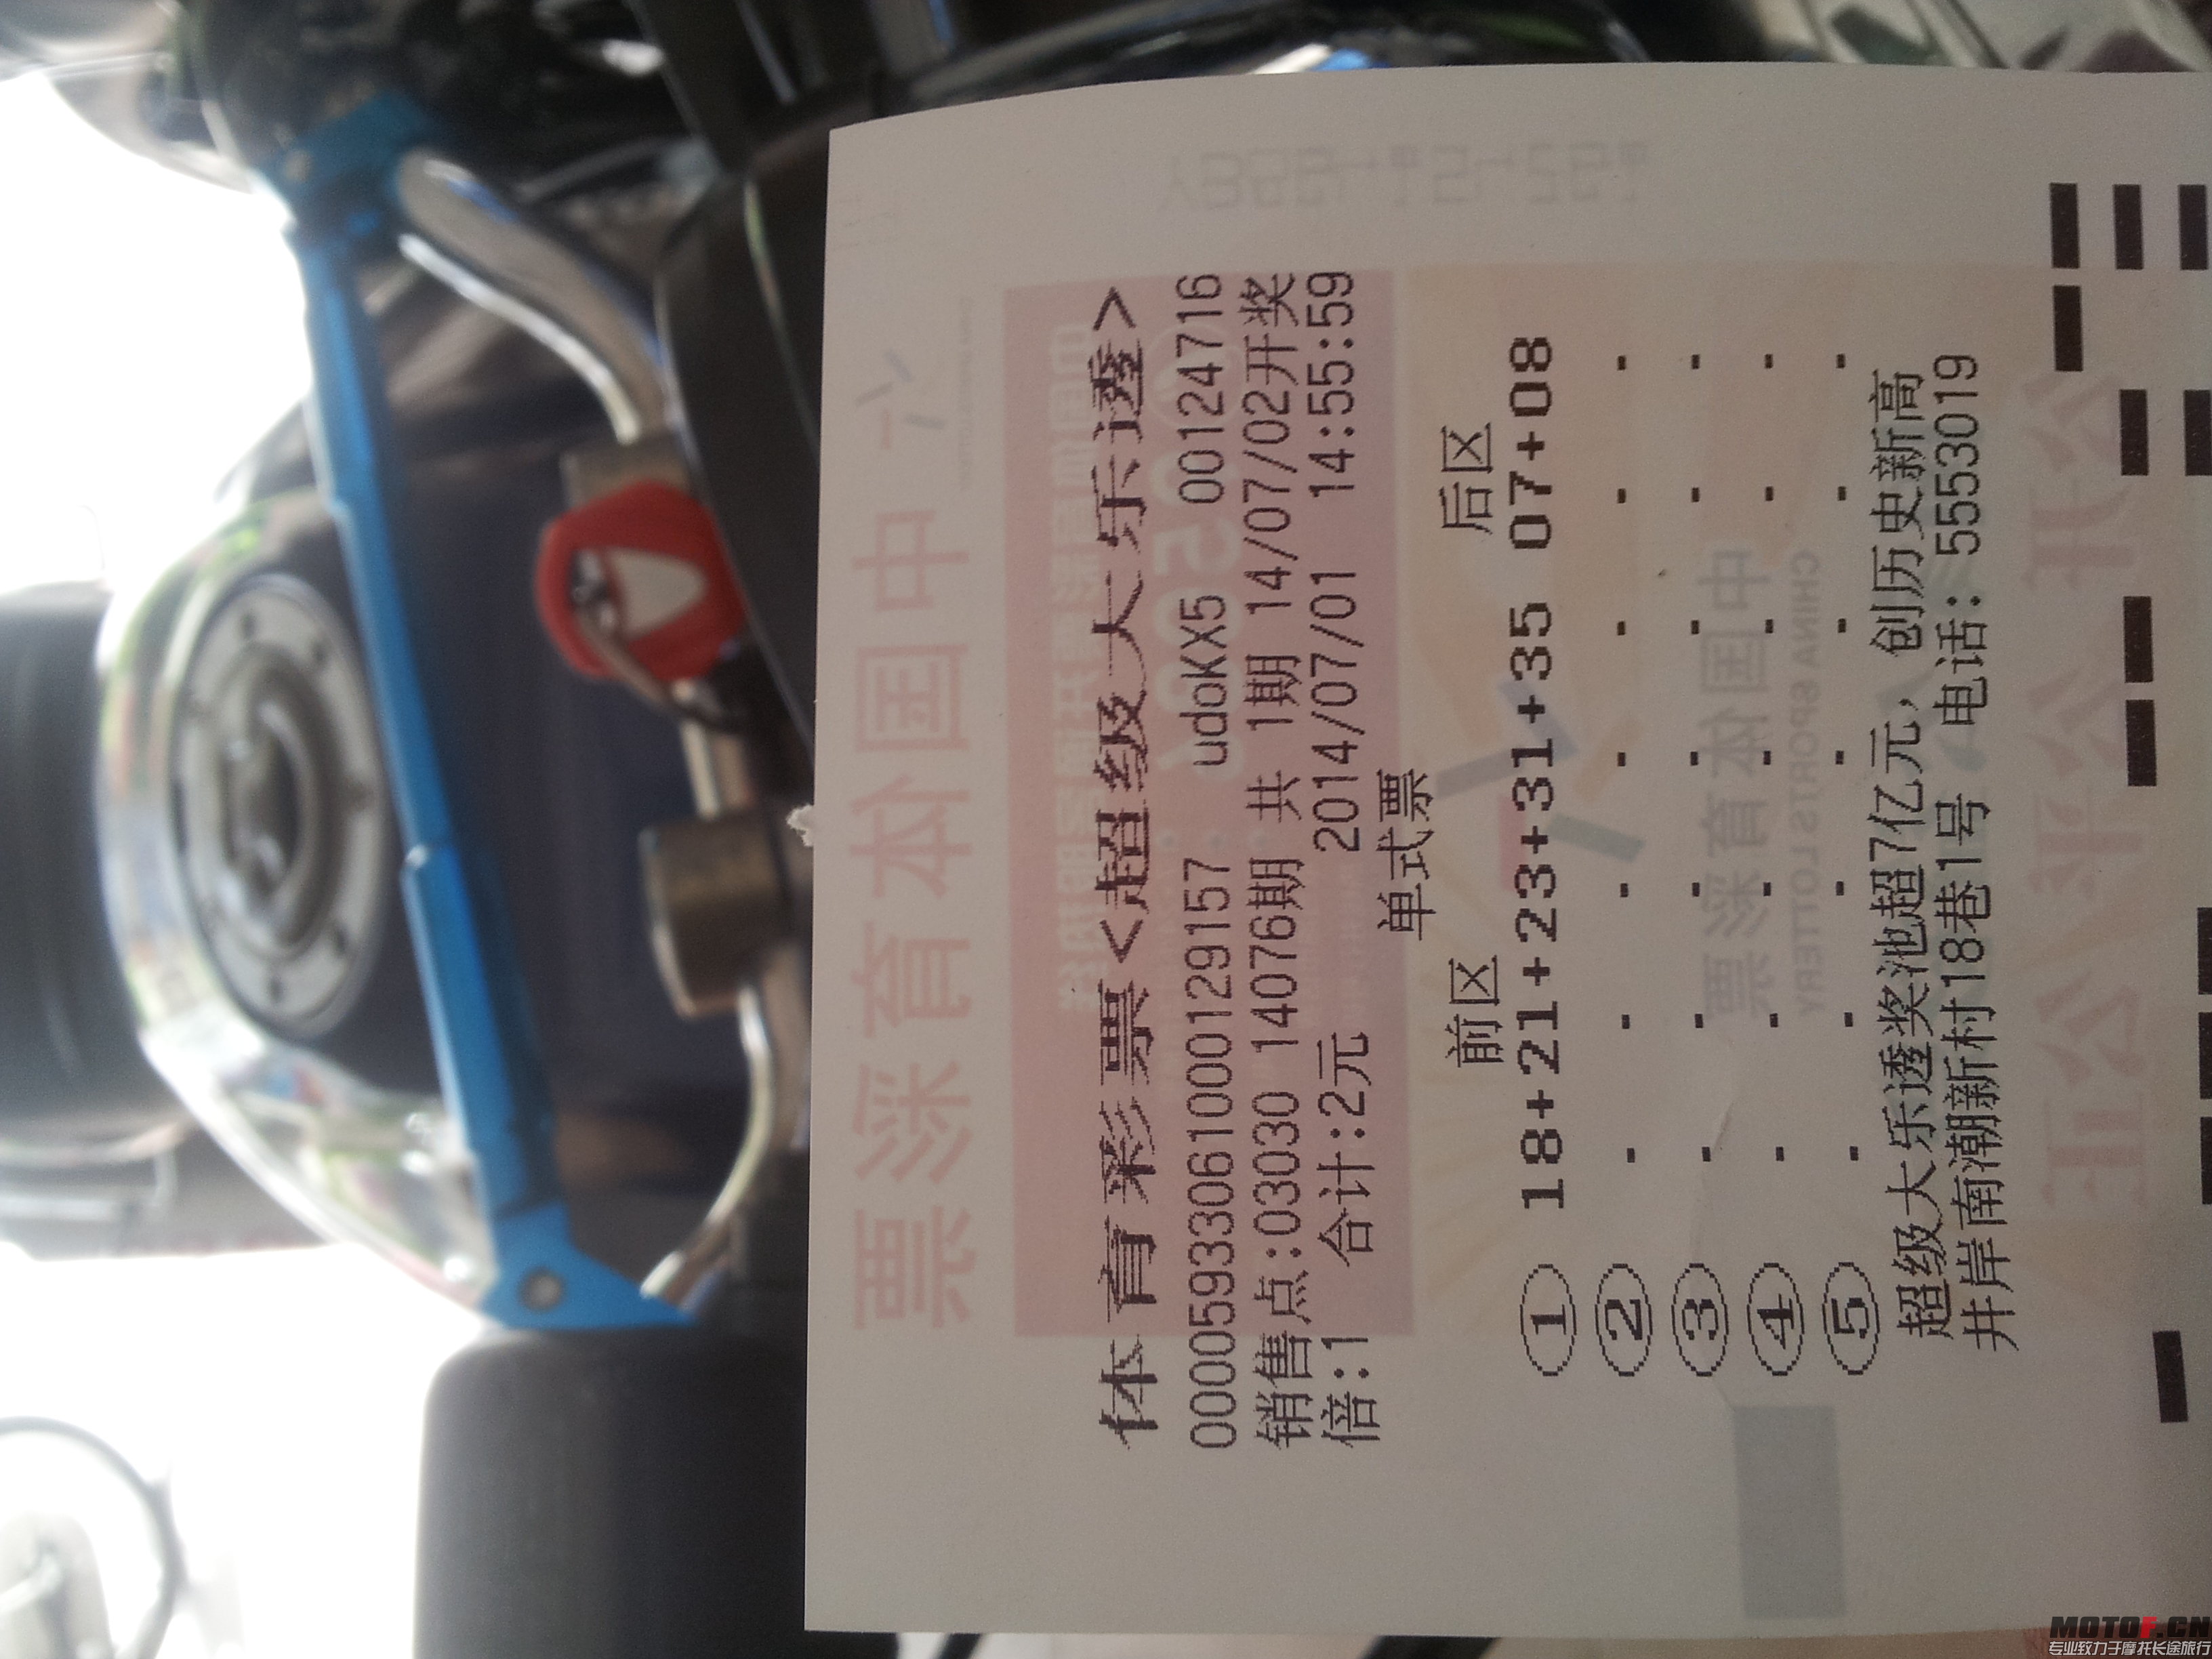 中国体育彩票
体育彩票<超级大乐透>
000059330610001​29157 udoKX5 00124716
销售点:03030 14076期 共 1期 14/07/02开奖
倍:1 合计:2元 2014/07/01 14:55:59
单式票
前区 后区
① 18+21+23+31+35 07+08
②
③
④
⑤
超级大乐透奖池超7亿元，创历史新高
井岸南潮新村18巷1号 电话：5553019
中国体育彩票
CHINA SPORTS LOTTERY
MOTOF.CN
专业致力于摩托长途旅行